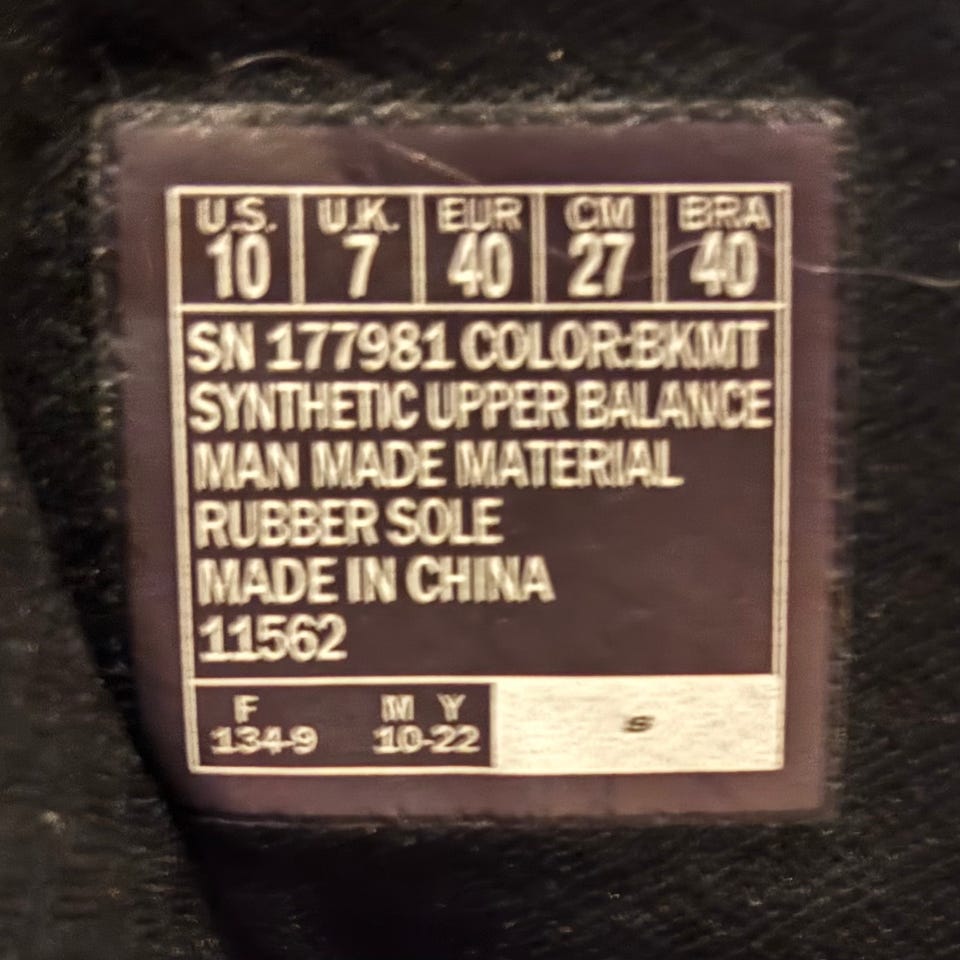 U.S. U.K. EUR CM BRA
10 7 40 27 40
SN 177981 COLOR:BKMT
SYNTHETIC UPPER BALANCE
MAN MADE MATERIAL
RUBBER SOLE
MADE IN CHINA
11562
F M Y
134-9 10-22
s